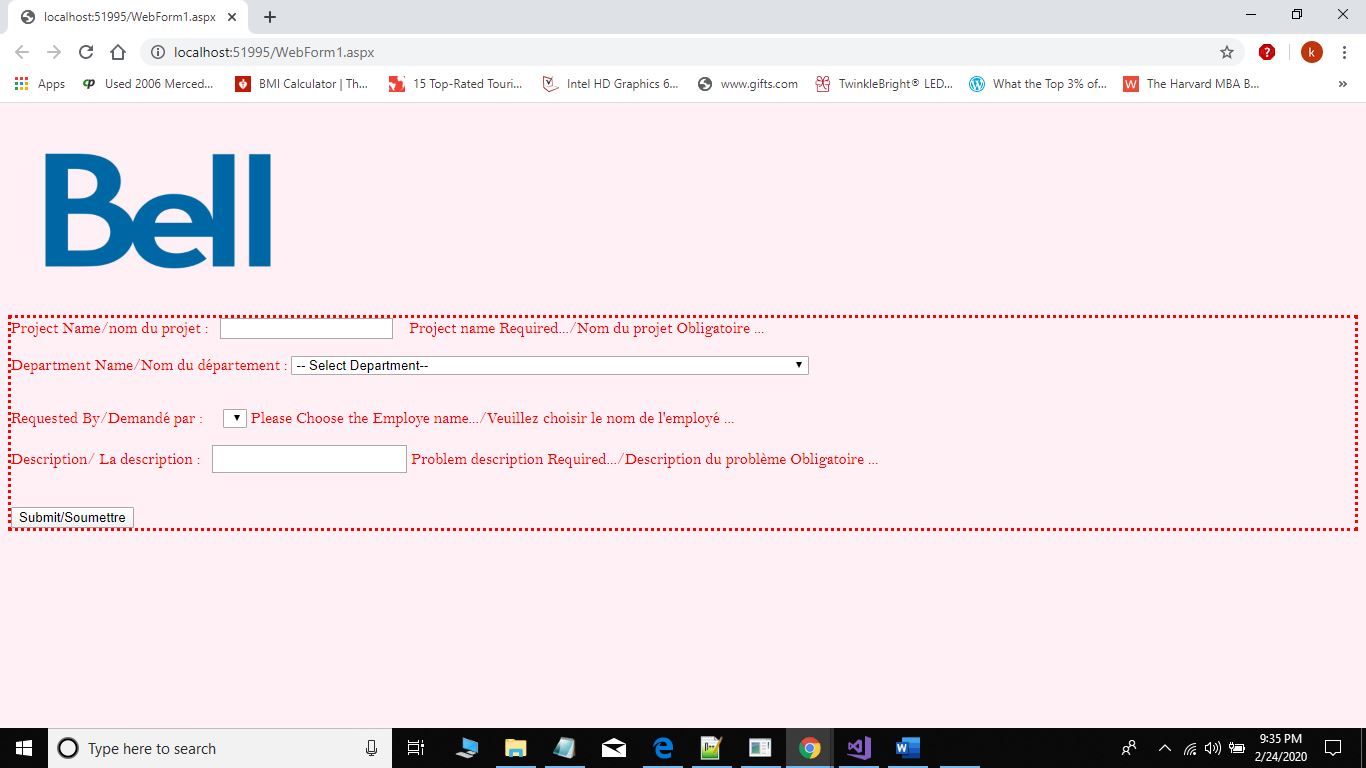 localhost:51995/WebForm1.aspx
localhost:51995/WebForm1.aspx
Apps
Used 2006 Merced...
BMI Calculator | Th...
15 Top-Rated Touri...
Intel HD Graphics 6...
www.gifts.com
TwinkleBright® LED...
What the Top 3% of...
The Harvard MBA B...
»
k
Bell
Project Name/nom du projet : Project name Required.../Nom du projet Obligatoire ...
Department Name/Nom du département : -- Select Department--
Requested By/Demandé par : Please Choose the Employe name.../Veuillez choisir le nom de l'employé ...
Description/ La description : Problem description Required.../Description du problème Obligatoire ...
Submit/Soumettre
Type here to search
9:35 PM
2/24/2020